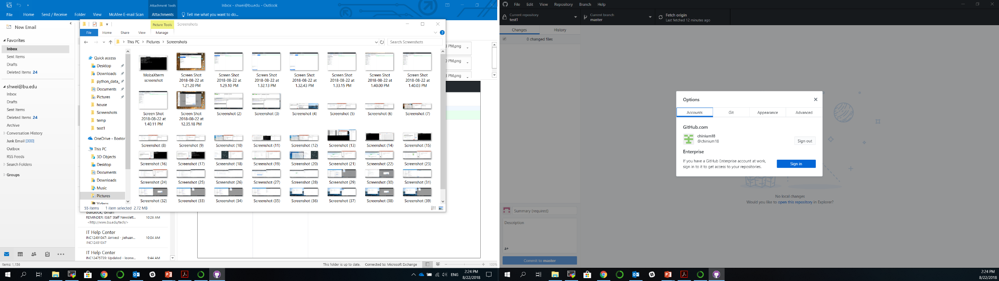 Attachment Tools
Inbox - shwei@bu.edu - Outlook
File Home Send / Receive Folder View McAfee E-mail Scan Attachments Tell me what you want to do...
New Email
Favorites
Inbox
Sent Items
Drafts
Deleted Items 24
shwei@bu.edu
Inbox
Drafts
Sent Items
Deleted Items 24
Archive
Conversation History
Junk Email [300]
Outbox
RSS Feeds
Search Folders
Groups
Items: 1,156
Picture Tools
Screenshots
File Home Share View Manage
This PC > Pictures > Screenshots
Search Screenshots
Quick access
Desktop
Downloads
python_data_
Documents
Pictures
house
Screenshots
temp
test1
OneDrive - Boston
This PC
3D Objects
Desktop
Documents
Downloads
Music
Pictures
Videos
MobaXterm screenshot
Screen Shot 2018-08-22 at 1.21.20 PM
Screen Shot 2018-08-22 at 1.29.10 PM
Screen Shot 2018-08-22 at 1.32.13 PM
Screen Shot 2018-08-22 at 1.32.43 PM
Screen Shot 2018-08-22 at 1.33.15 PM
Screen Shot 2018-08-22 at 1.40.00 PM
Screen Shot 2018-08-22 at 1.40.03 PM
Screen Shot 2018-08-22 at 1.40.11 PM
Screen Shot 2018-08-22 at 12.35.18 PM
Screenshot (2)
Screenshot (3)
Screenshot (4)
Screenshot (5)
Screenshot (6)
Screenshot (7)
Screenshot (8)
Screenshot (9)
Screenshot (10)
Screenshot (11)
Screenshot (12)
Screenshot (13)
Screenshot (14)
Screenshot (15)
Screenshot (16)
Screenshot (17)
Screenshot (18)
Screenshot (19)
Screenshot (20)
Screenshot (21)
Screenshot (22)
Screenshot (23)
Screenshot (24)
Screenshot (25)
Screenshot (26)
Screenshot (27)
Screenshot (28)
Screenshot (29)
Screenshot (30)
Screenshot (31)
Screenshot (32)
Screenshot (33)
Screenshot (34)
Screenshot (35)
Screenshot (36)
Screenshot (37)
Screenshot (38)
Screenshot (39)
55 items 1 item selected 2.72 MB
3 PM.png
0 PM.png
3 PM.png
Baldeck, Brian
REMINDER: IS&T Staff Newslett... 10:26 AM
<http://www.bu.edu/tech/>
IT Help Center
INC12491047: Arrived - jiehuan... 10:04 AM
INC12491047
IT Help Center
INC12475739: Updated - leonw... 9:44 AM
This folder is up to date. Connected to: Microsoft Exchange
100%
ENG
2:24 PM
8/22/2018
File Edit View Repository Branch Help
Current repository
test1
Current branch
master
Fetch origin
Last fetched 12 minutes ago
Changes History
0 changed files
Options
Accounts Git Appearance Advanced
GitHub.com
chinium18
@chinium18
Sign out
Enterprise
If you have a GitHub Enterprise account at work,
sign in to it to get access to your repositories.
Sign in
No local changes
Would you like to open this repository in Explorer?
Summary (required)
Description
Commit to master
2:24 PM
8/22/2018